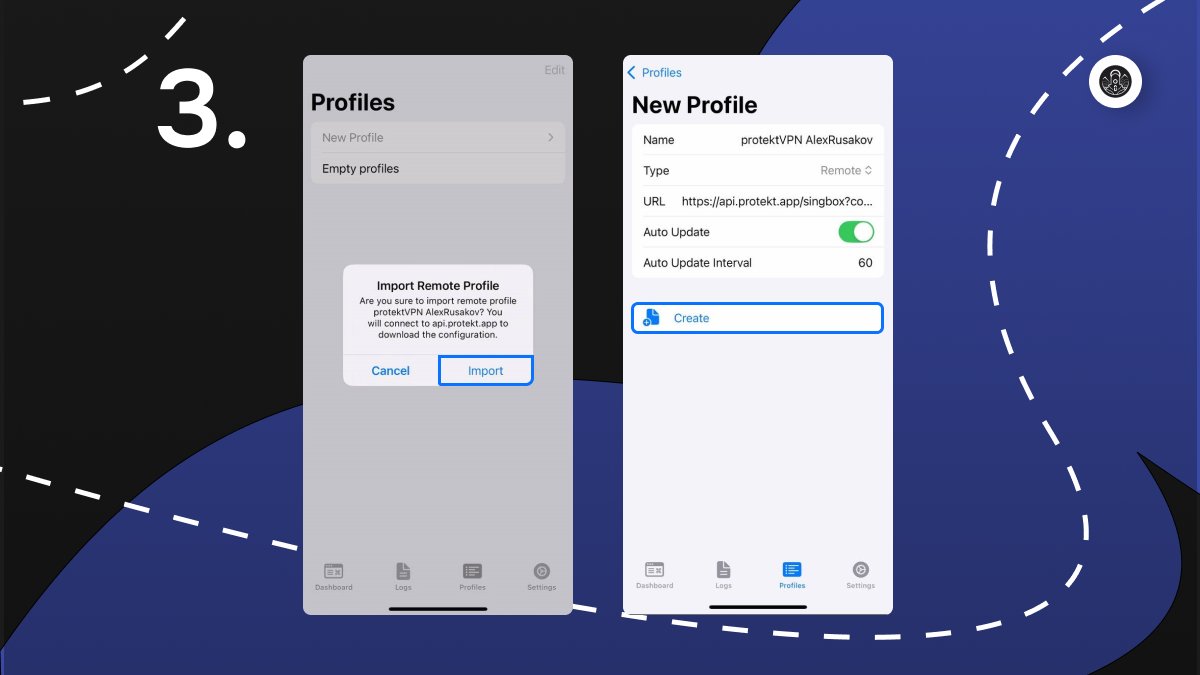 3.
Edit
Profiles
New Profile
Empty profiles
Import Remote Profile
Are you sure to import remote profile
protektVPN AlexRusakov? You
will connect to api.protekt.app to
download the configuration.
Cancel Import
Dashboard Logs Profiles Settings
Profiles
New Profile
Name protektVPN AlexRusakov
Type Remote
URL https://api.protekt.app/singbox?co...
Auto Update
Auto Update Interval 60
Create
Dashboard Logs Profiles Settings